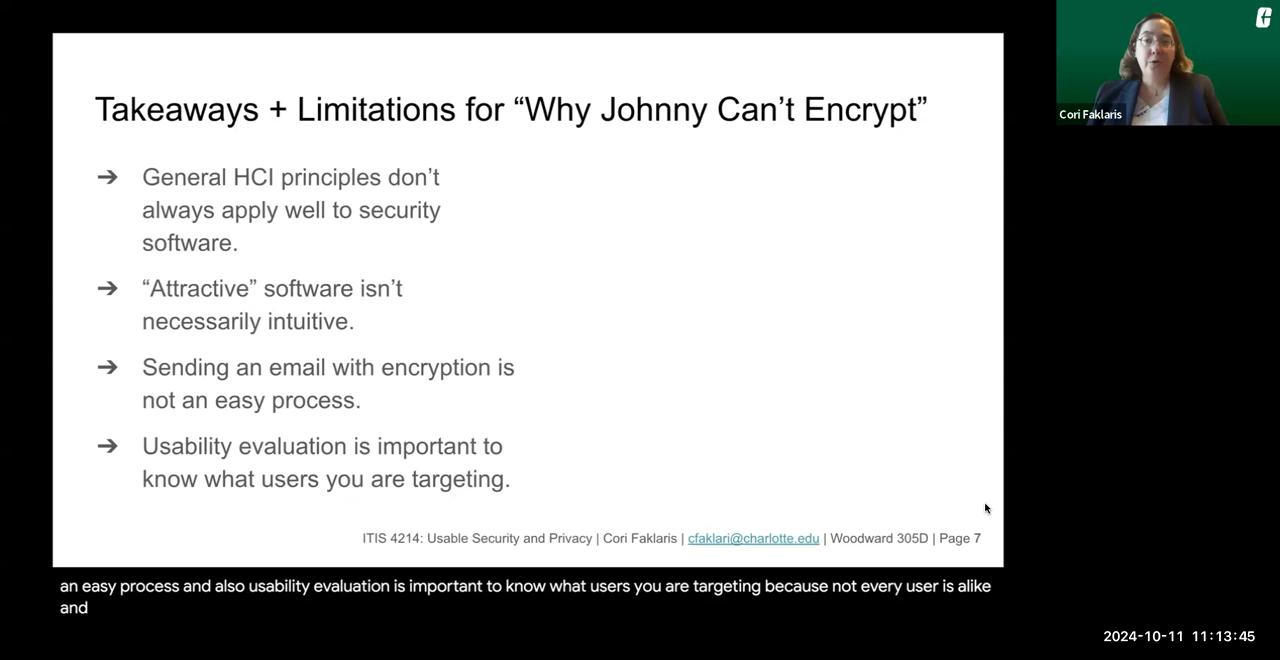 Takeaways + Limitations for “Why Johnny Can’t Encrypt”
➔ General HCI principles don’t
always apply well to security
software.
➔ “Attractive” software isn’t
necessarily intuitive.
➔ Sending an email with encryption is
not an easy process.
➔ Usability evaluation is important to
know what users you are targeting.
ITIS 4214: Usable Security and Privacy | Cori Faklaris | cfaklari@charlotte.edu | Woodward 305D | Page 7
Cori Faklaris
an easy process and also usability evaluation is important to know what users you are targeting because not every user is alike
and
2024-10-11 11:13:45